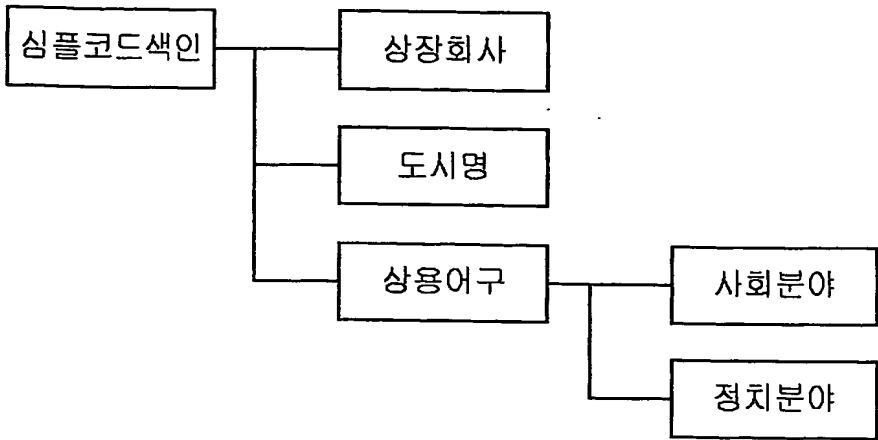 심플코드색인
상장회사
도시명
상용어구
사회분야
정치분야